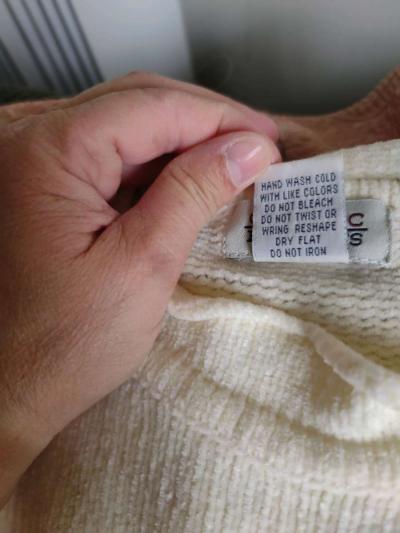 HAND WASH COLD
WITH LIKE COLORS
DO NOT BLEACH
DO NOT TWIST OR
WRING RESHAPE
DRY FLAT
DO NOT IRON
C
S